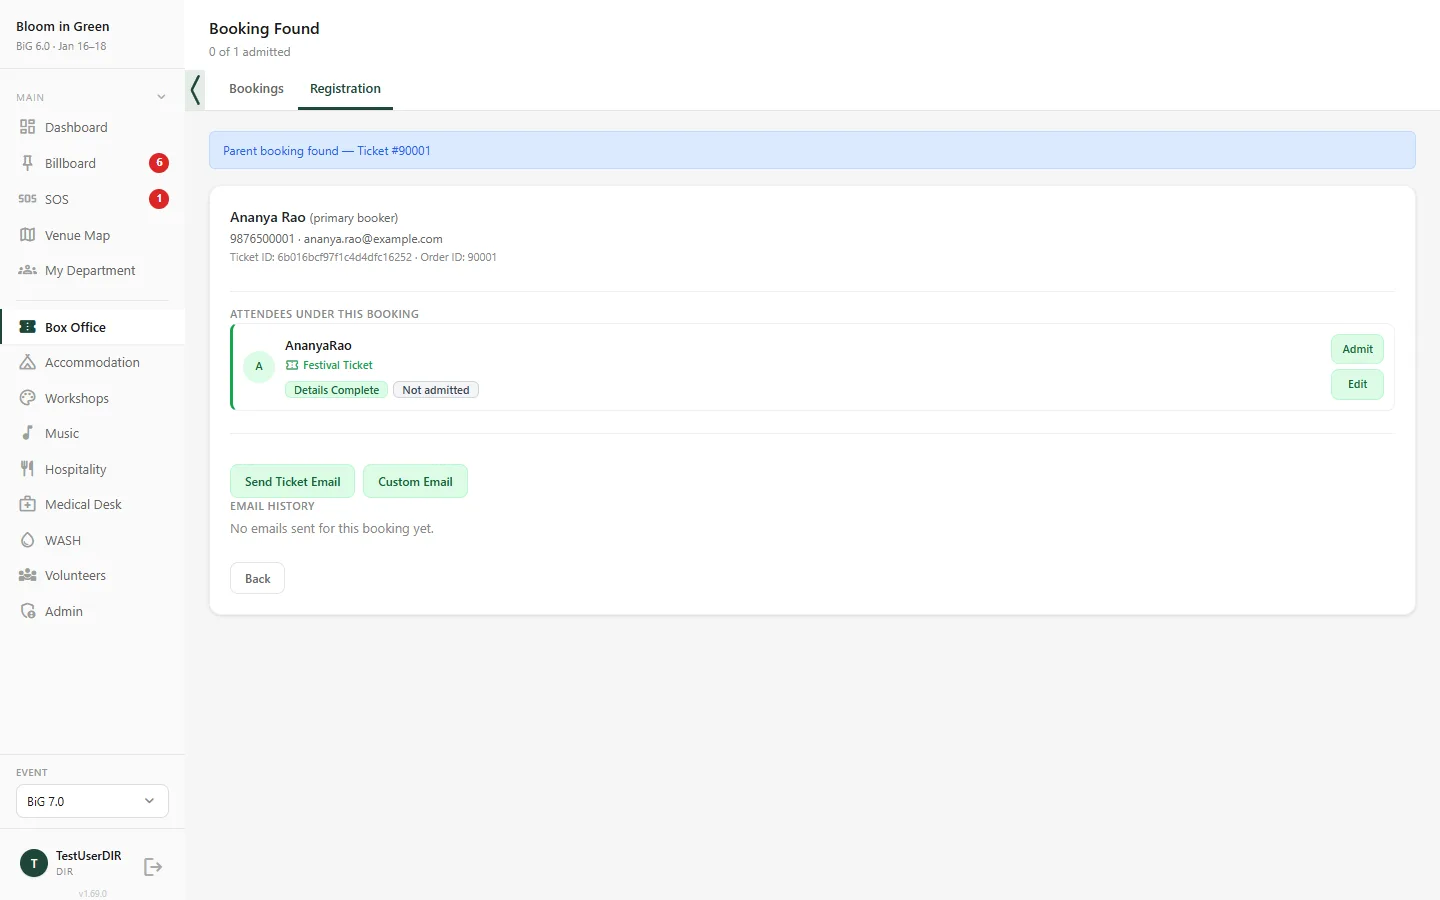 Bloom in Green
BiG 6.0 · Jan 16–18
MAIN
Dashboard
Billboard
6
SOS
SOS
1
Venue Map
My Department
Box Office
Accommodation
Workshops
Music
Hospitality
Medical Desk
WASH
Volunteers
Admin
EVENT
BiG 7.0
T
TestUserDIR
DIR
v1.69.0
Booking Found
0 of 1 admitted
Bookings
Registration
Parent booking found — Ticket #90001
Ananya Rao (primary booker)
9876500001 · ananya.rao@example.com
Ticket ID: 6b016bcf97f1c4d4dfc16252 · Order ID: 90001
ATTENDEES UNDER THIS BOOKING
A
AnanyaRao
Festival Ticket
Details Complete
Not admitted
Admit
Edit
Send Ticket Email
Custom Email
EMAIL HISTORY
No emails sent for this booking yet.
Back